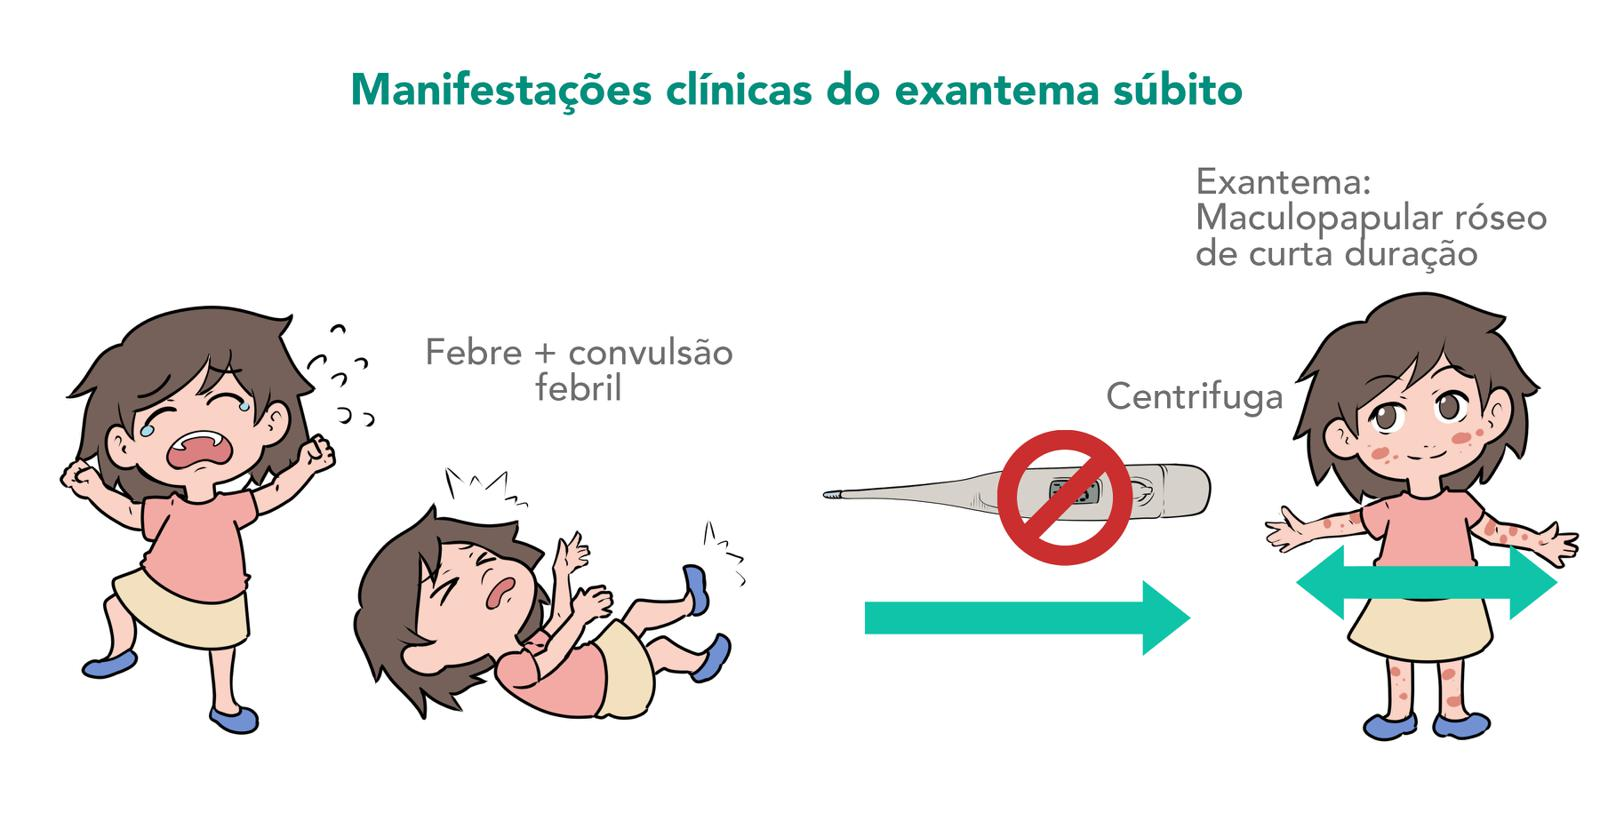 Manifestações clínicas do exantema súbito
Exantema:
Maculopapular róseo
de curta duração
Febre + convulsão
febril
Centrifuga